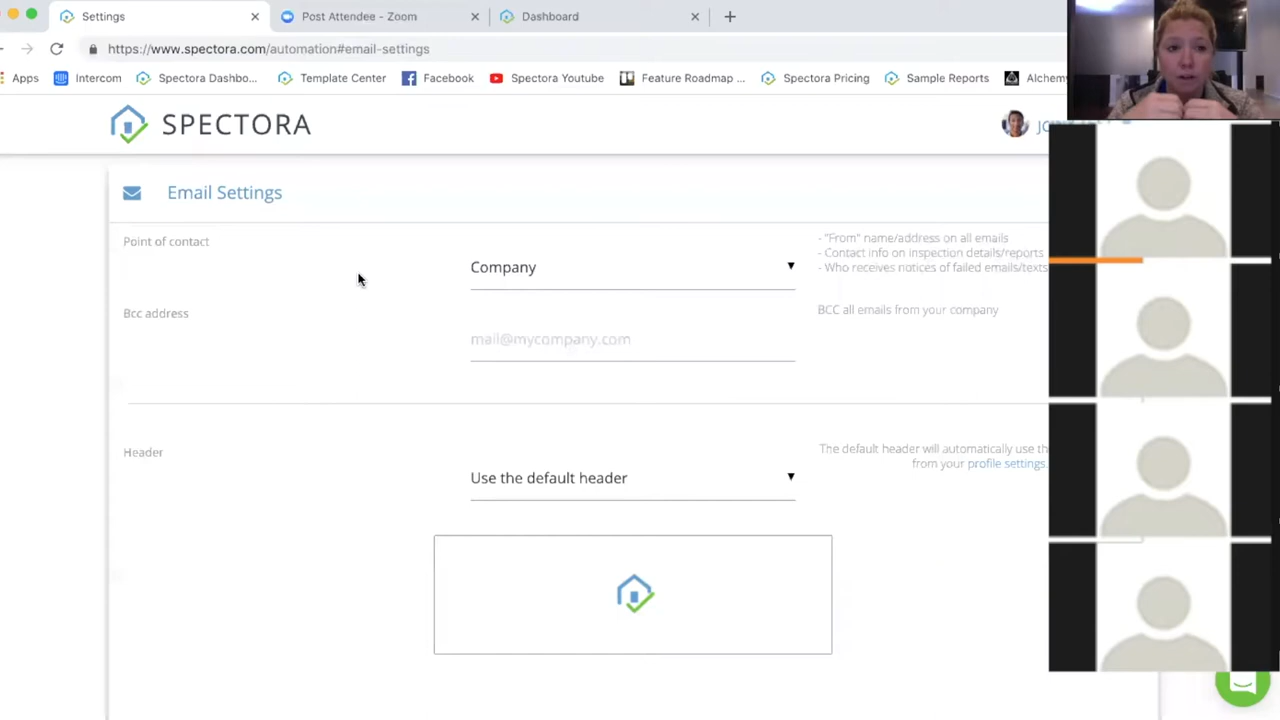 Settings
Post Attendee - Zoom
Dashboard
https://www.spectora.com/automation#email-settings
Apps
Intercom
Spectora Dashbo...
Template Center
Facebook
Spectora Youtube
Feature Roadmap ...
Spectora Pricing
Sample Reports
Alchem
SPECTORA
Email Settings
Point of contact
Company
- "From" name/address on all emails
- Contact info on inspection details/reports
- Who receives notices of failed emails/texts
Bcc address
mail@mycompany.com
BCC all emails from your company
Header
Use the default header
The default header will automatically use th
from your profile settings.